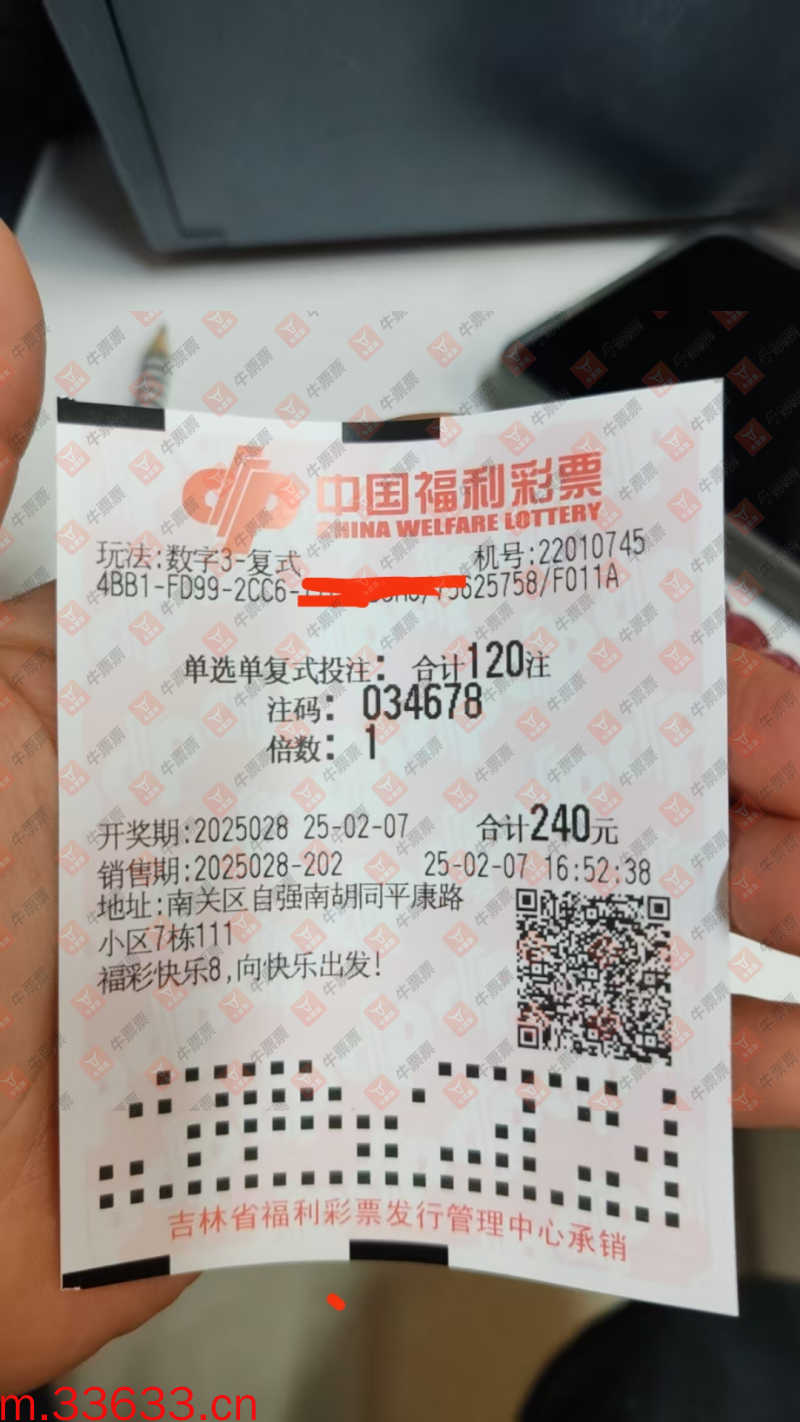 中国福利彩票
CHINA WELFARE LOTTERY
玩法:数字3-复式 机号:22010745
4BB1-FD99-2CC6- 5625758/F011A
单选单复式投注: 合计120注
注码: 034678
倍数: 1
开奖期:2025028 25-02-07 合计240元
销售期:2025028-202 25-02-07 16:52:38
地址:南关区自强南胡同平康路
小区7栋111
福彩快乐8,向快乐出发!
吉林省福利彩票发行管理中心承销
牛票票
m.33633.cn